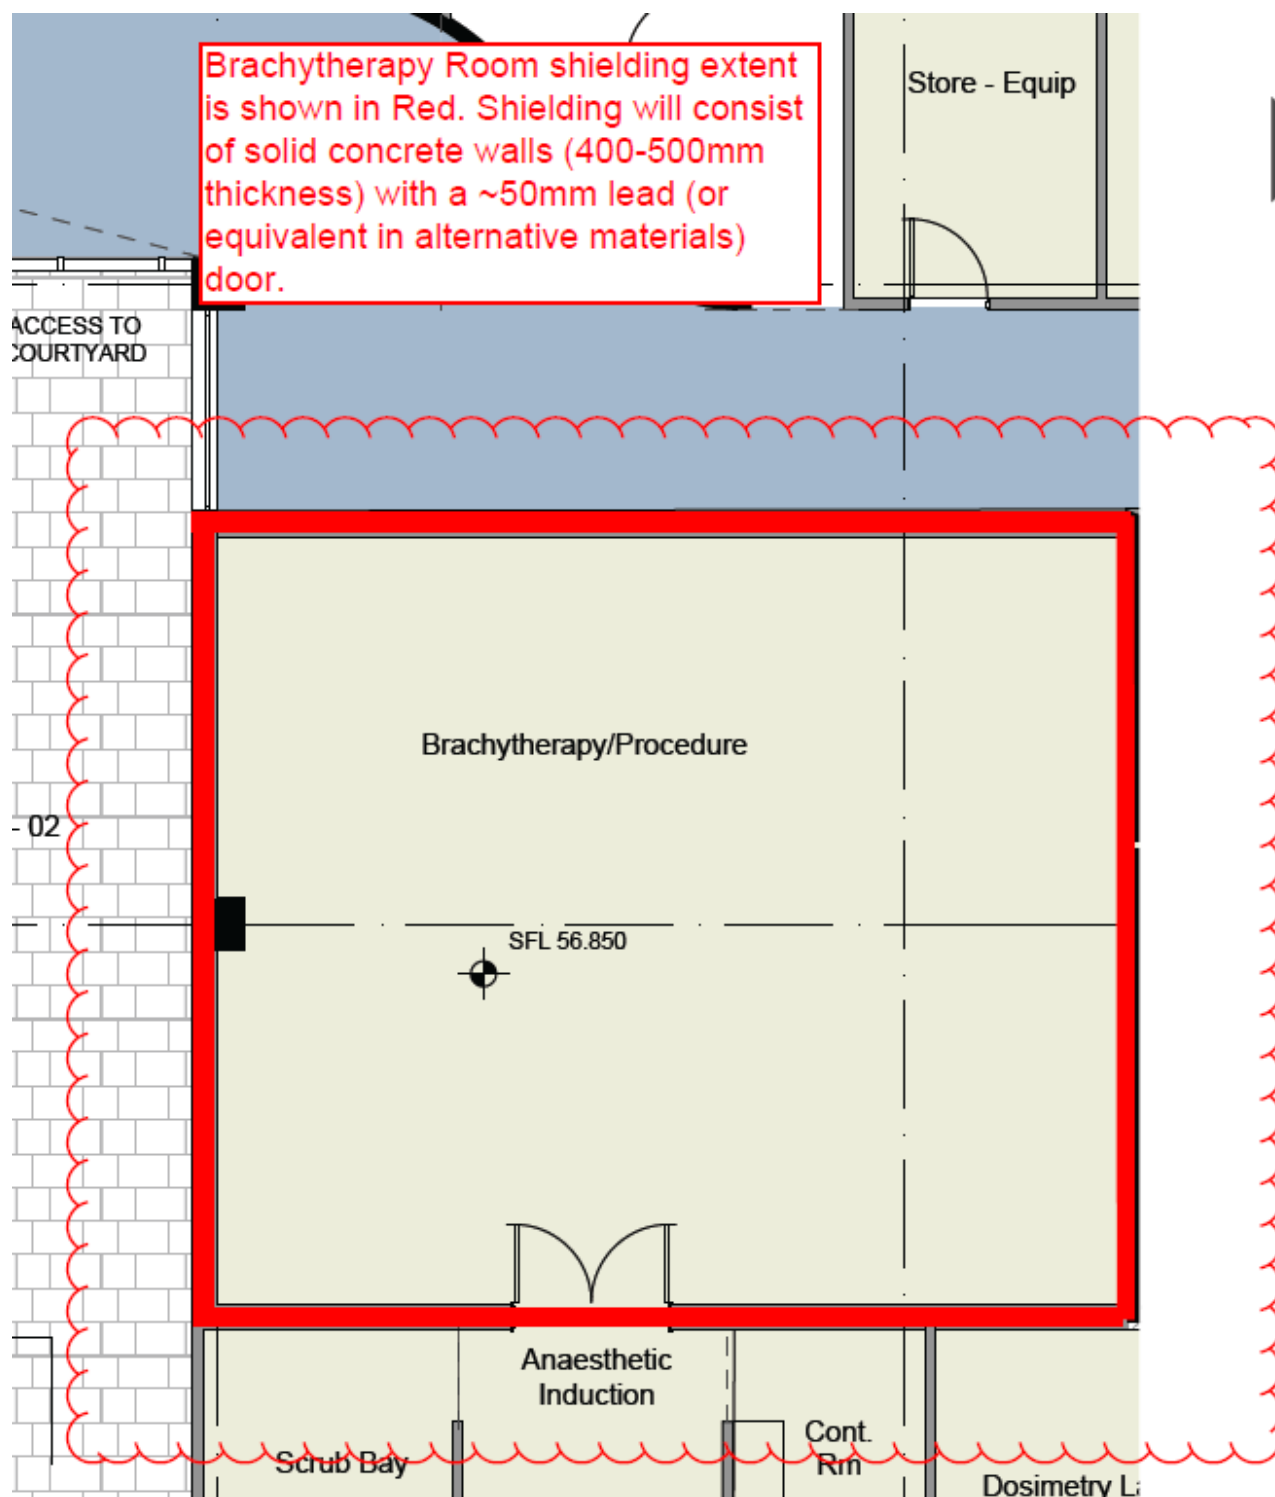 Brachytherapy Room shielding extent
is shown in Red. Shielding will consist
of solid concrete walls (400-500mm
thickness) with a ~50mm lead (or
equivalent in alternative materials)
door.
Store - Equip
ACCESS TO
COURTYARD
Brachytherapy/Procedure
- 02
SFL 56.850
Anaesthetic
Induction
Scrub Bay
Cont.
Rm
Dosimetry